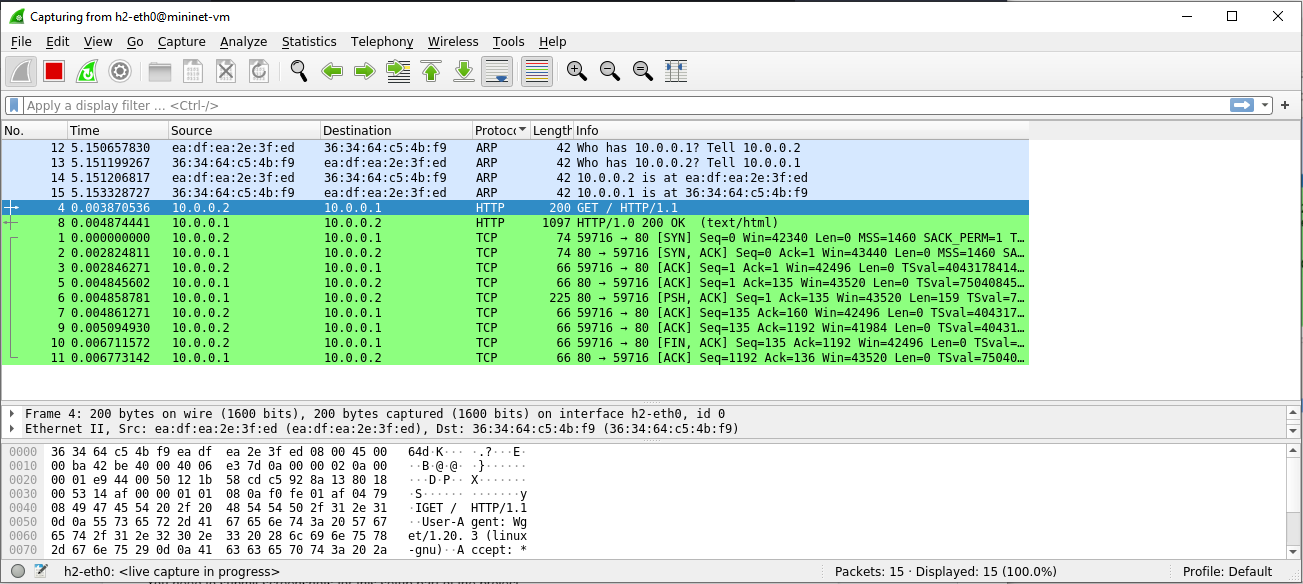 Capturing from h2-eth0@mininet-vm
File Edit View Go Capture Analyze Statistics Telephony Wireless Tools Help
Apply a display filter ... <Ctrl-/>
No. Time Source Destination Protoc Length Info
12 5.150657830 ea:df:ea:2e:3f:ed 36:34:64:c5:4b:f9 ARP 42 Who has 10.0.0.1? Tell 10.0.0.2
13 5.151199267 36:34:64:c5:4b:f9 ea:df:ea:2e:3f:ed ARP 42 Who has 10.0.0.2? Tell 10.0.0.1
14 5.151206817 ea:df:ea:2e:3f:ed 36:34:64:c5:4b:f9 ARP 42 10.0.0.2 is at ea:df:ea:2e:3f:ed
15 5.153328727 36:34:64:c5:4b:f9 ea:df:ea:2e:3f:ed ARP 42 10.0.0.1 is at 36:34:64:c5:4b:f9
4 0.003870536 10.0.0.2 10.0.0.1 HTTP 200 GET / HTTP/1.1
8 0.004874441 10.0.0.1 10.0.0.2 HTTP 1097 HTTP/1.0 200 OK (text/html)
1 0.000000000 10.0.0.2 10.0.0.1 TCP 74 59716 → 80 [SYN] Seq=0 Win=42340 Len=0 MSS=1460 SACK_PERM=1 T…
2 0.002824811 10.0.0.1 10.0.0.2 TCP 74 80 → 59716 [SYN, ACK] Seq=0 Ack=1 Win=43440 Len=0 MSS=1460 SA…
3 0.002846271 10.0.0.2 10.0.0.1 TCP 66 59716 → 80 [ACK] Seq=1 Ack=1 Win=42496 Len=0 TSval=4043178414…
5 0.004845602 10.0.0.1 10.0.0.2 TCP 66 80 → 59716 [ACK] Seq=1 Ack=135 Win=43520 Len=0 TSval=75040845…
6 0.004858781 10.0.0.1 10.0.0.2 TCP 225 80 → 59716 [PSH, ACK] Seq=1 Ack=135 Win=43520 Len=159 TSval=7…
7 0.004861271 10.0.0.2 10.0.0.1 TCP 66 59716 → 80 [ACK] Seq=135 Ack=160 Win=42496 Len=0 TSval=404317…
9 0.005094930 10.0.0.2 10.0.0.1 TCP 66 59716 → 80 [ACK] Seq=135 Ack=1192 Win=41984 Len=0 TSval=40431…
10 0.006711572 10.0.0.2 10.0.0.1 TCP 66 59716 → 80 [FIN, ACK] Seq=135 Ack=1192 Win=42496 Len=0 TSval=…
11 0.006773142 10.0.0.1 10.0.0.2 TCP 66 80 → 59716 [ACK] Seq=1192 Ack=136 Win=43520 Len=0 TSval=75040…
Frame 4: 200 bytes on wire (1600 bits), 200 bytes captured (1600 bits) on interface h2-eth0, id 0
Ethernet II, Src: ea:df:ea:2e:3f:ed (ea:df:ea:2e:3f:ed), Dst: 36:34:64:c5:4b:f9 (36:34:64:c5:4b:f9)
0000 36 34 64 c5 4b f9 ea df ea 2e 3f ed 08 00 45 00 64d·K··· ·.?···E·
0010 00 ba 42 be 40 00 40 06 e3 7d 0a 00 00 02 0a 00 ··B·@·@· ·}······
0020 00 01 e9 44 00 50 12 1b 58 cd c5 92 8a 13 80 18 ···D·P·· X·······
0030 00 53 14 af 00 00 01 01 08 0a f0 fe 01 af 04 79 ·S······ ·······y
0040 08 49 47 45 54 20 2f 20 48 54 54 50 2f 31 2e 31 ·IGET / HTTP/1.1
0050 0d 0a 55 73 65 72 2d 41 67 65 6e 74 3a 20 57 67 ··User-A gent: Wg
0060 65 74 2f 31 2e 32 30 2e 33 20 28 6c 69 6e 75 78 et/1.20. 3 (linux
0070 2d 67 6e 75 29 0d 0a 41 63 63 65 70 74 3a 20 2a -gnu)··A ccept: *
h2-eth0: <live capture in progress> Packets: 15 · Displayed: 15 (100.0%) Profile: Default